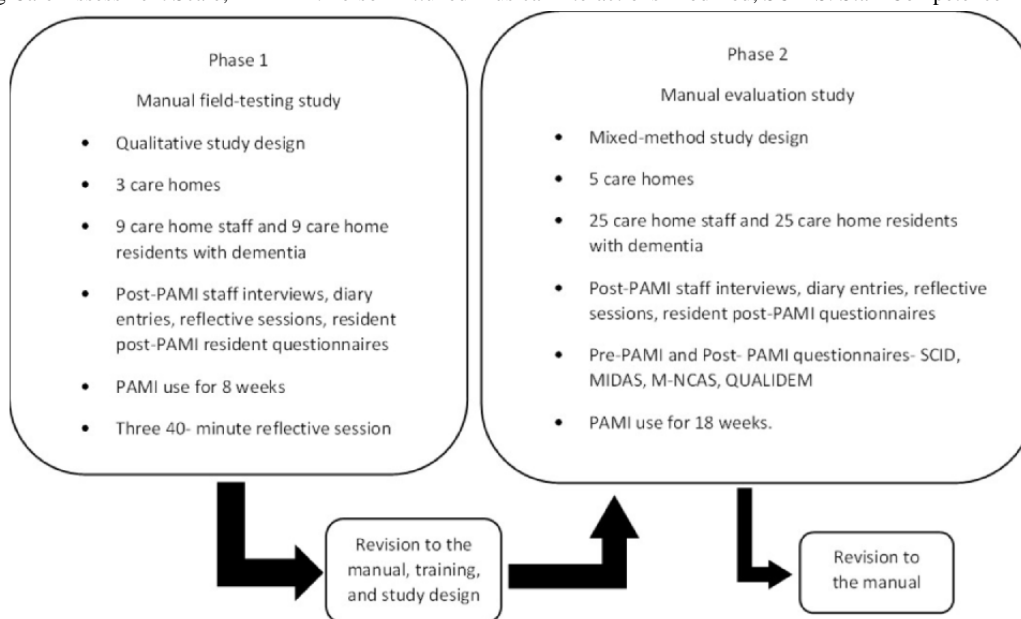 Care Assessment Scale;
Phase 1
Manual field-testing study
• Qualitative study design
• 3 care homes
• 9 care home staff and 9 care home
residents with dementia
• Post-PAMI staff interviews, diary
entries, reflective sessions, resident
post-PAMI resident questionnaires
• PAMI use for 8 weeks
• Three 40- minute reflective session
Phase 2
Manual evaluation study
• Mixed-method study design
• 5 care homes
• 25 care home staff and 25 care home residents
with dementia
• Post-PAMI staff interviews, diary entries, reflective
sessions, resident post-PAMI questionnaires
• Pre-PAMI and Post- PAMI questionnaires- SCID,
MIDAS, M-NCAS, QUALIDEM
• PAMI use for 18 weeks.
Revision to the
manual, training,
and study design
Revision to
the manual